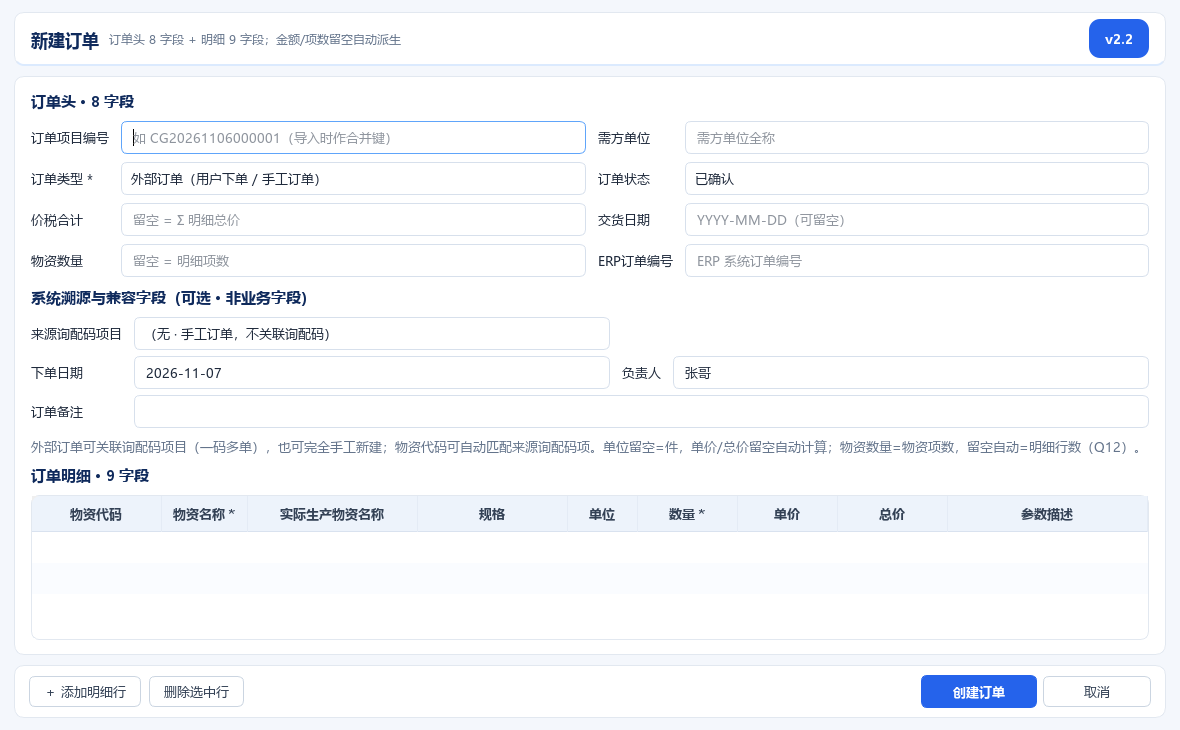 新建订单 订单头 8 字段 + 明细 9 字段；金额/项数留空自动派生 v2.2
订单头 • 8 字段
订单项目编号 如 CG20261106000001（导入时作合并键） 需方单位 需方单位全称
订单类型 * 外部订单（用户下单 / 手工订单） 订单状态 已确认
价税合计 留空 = Σ 明细总价 交货日期 YYYY-MM-DD（可留空）
物资数量 留空 = 明细项数 ERP订单编号 ERP 系统订单编号
系统溯源与兼容字段（可选 • 非业务字段）
来源询配码项目 （无 · 手工订单，不关联询配码）
下单日期 2026-11-07 负责人 张哥
订单备注
外部订单可关联询配码项目（一码多单），也可完全手工新建；物资代码可自动匹配来源询配码项。单位留空=件，单价/总价留空自动计算；物资数量=物资项数，留空自动=明细行数（Q12）。
订单明细 • 9 字段
物资代码 物资名称 * 实际生产物资名称 规格 单位 数量 * 单价 总价 参数描述
+ 添加明细行 删除选中行 创建订单 取消